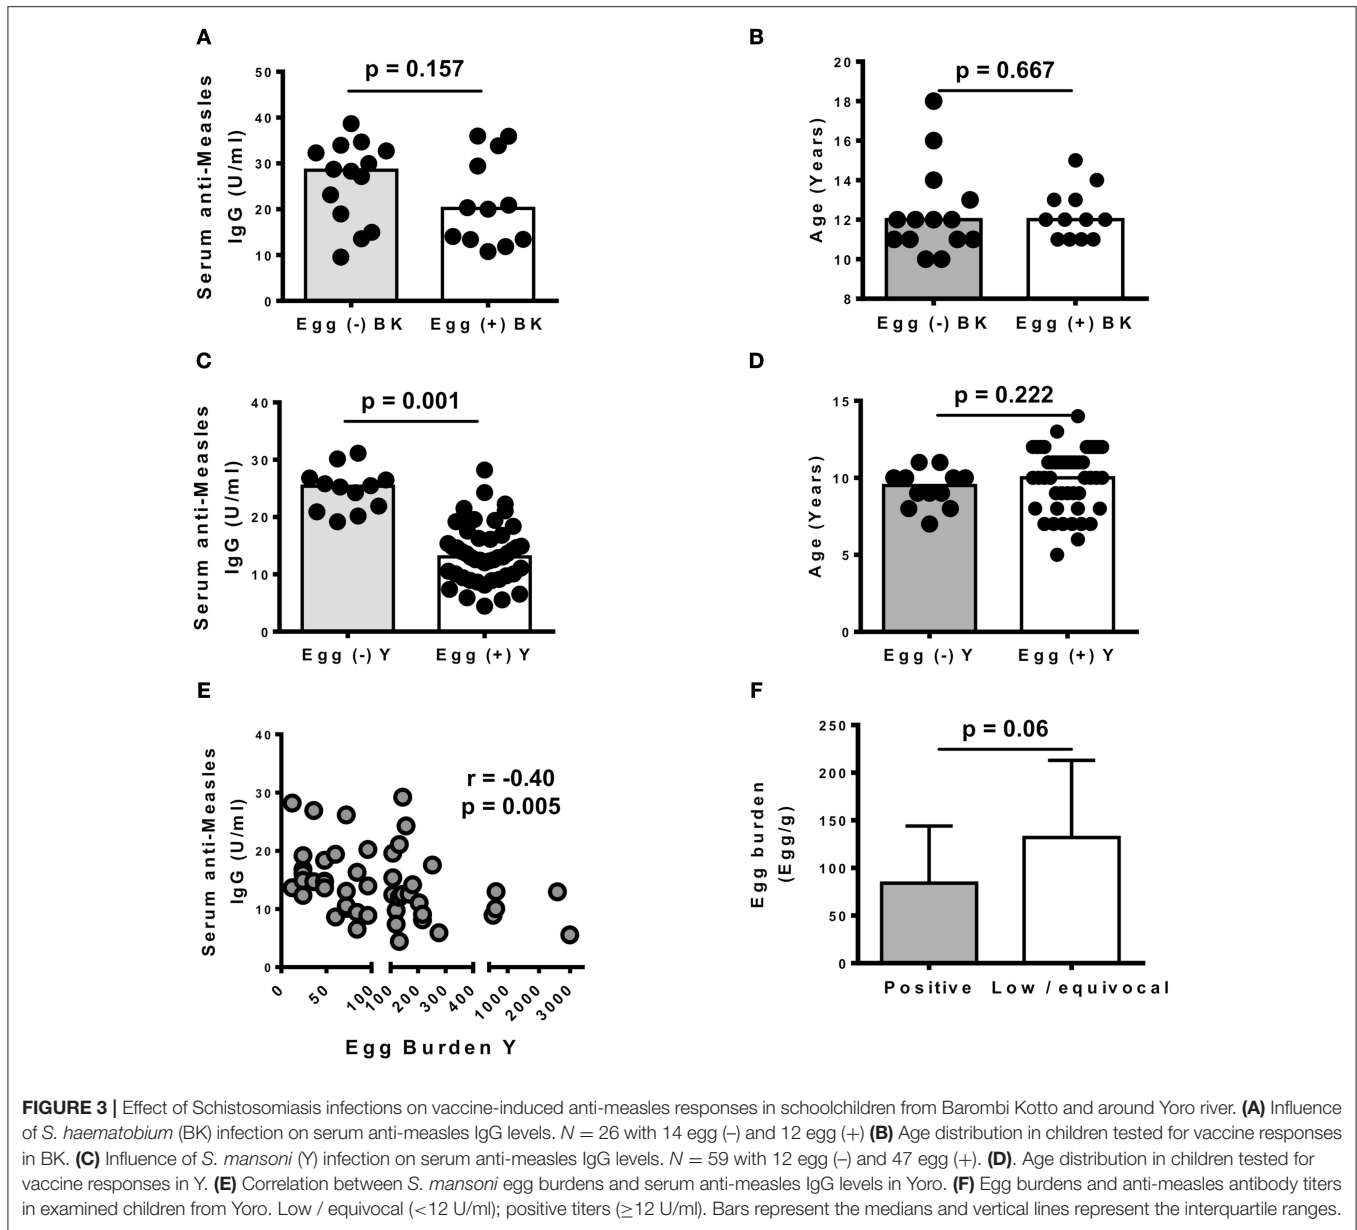 A
p = 0.157
Serum anti-Measles
IgG (U/ml)
50
40
30
20
10
0
Egg (-) BK
Egg (+) BK
B
p = 0.667
Age (Years)
20
18
16
14
12
10
8
Egg (-) BK
Egg (+) BK
C
p = 0.001
Serum anti-Measles
IgG (U/ml)
40
30
20
10
0
Egg (-) Y
Egg (+) Y
D
p = 0.222
Age (Years)
15
10
5
0
Egg (-) Y
Egg (+) Y
E
r = -0.40
p = 0.005
Serum anti-Measles
IgG (U/ml)
40
30
20
10
0
0
50
100
100
200
300
400
1000
2000
3000
Egg Burden Y
F
p = 0.06
Egg burden
(Egg/g)
250
200
150
100
50
0
Positive
Low / equivocal
FIGURE 3 | Effect of Schistosomiasis infections on vaccine-induced anti-measles responses in schoolchildren from Barombi Kotto and around Yoro river. (A) Influence
of S. haematobium (BK) infection on serum anti-measles IgG levels. N = 26 with 14 egg (–) and 12 egg (+) (B) Age distribution in children tested for vaccine responses
in BK. (C) Influence of S. mansoni (Y) infection on serum anti-measles IgG levels. N = 59 with 12 egg (–) and 47 egg (+). (D). Age distribution in children tested for
vaccine responses in Y. (E) Correlation between S. mansoni egg burdens and serum anti-measles IgG levels in Yoro. (F) Egg burdens and anti-measles antibody titers
in examined children from Yoro. Low / equivocal (<12 U/ml); positive titers (≥12 U/ml). Bars represent the medians and vertical lines represent the interquartile ranges.